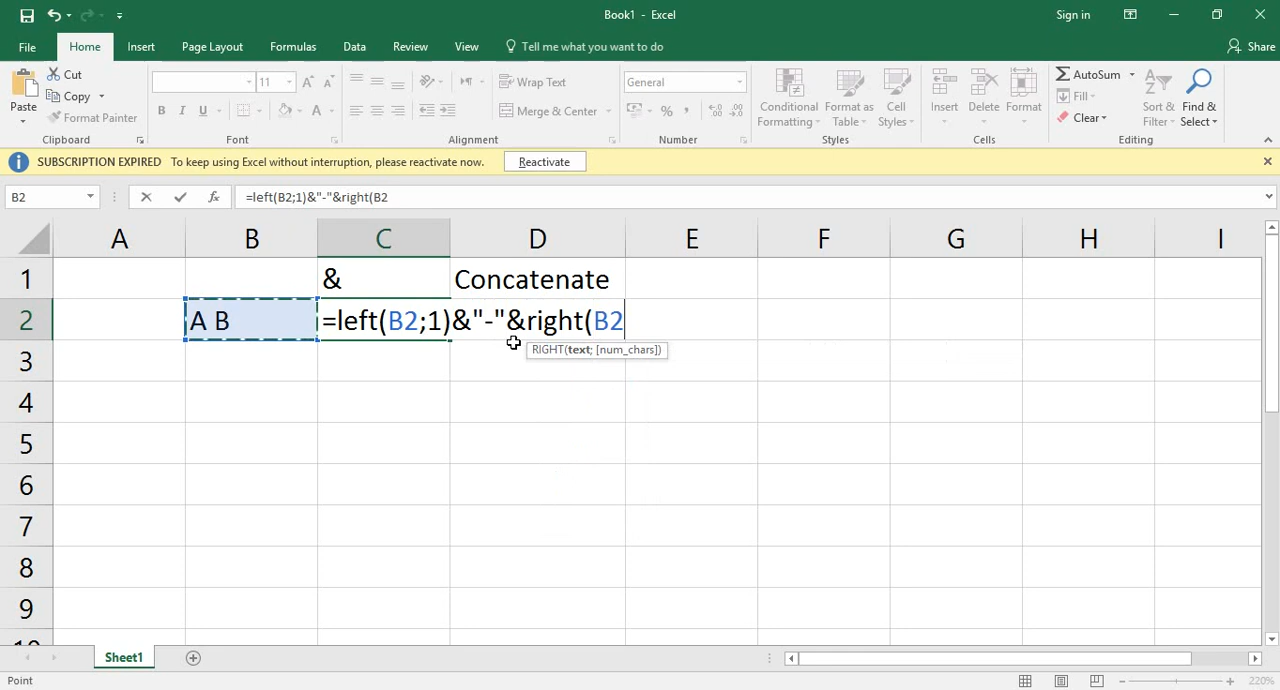 Book1 - Excel
Sign in
File Home Insert Page Layout Formulas Data Review View Tell me what you want to do Share
Paste
Cut
Copy
Format Painter
Clipboard
11
B I U
Font
Wrap Text
Merge & Center
Alignment
General
%
Number
Conditional Formatting
Format as Table
Cell Styles
Styles
Insert
Delete
Format
Cells
AutoSum
Fill
Clear
Sort & Filter
Find & Select
Editing
SUBSCRIPTION EXPIRED To keep using Excel without interruption, please reactivate now. Reactivate
B2 fx =left(B2;1)&"-"&right(B2
A B C D E F G H I
1 & Concatenate
2 A B =left(B2;1)&"-"&right(B2
RIGHT(text; [num_chars])
3
4
5
6
7
8
9
10
Sheet1
Point 220%